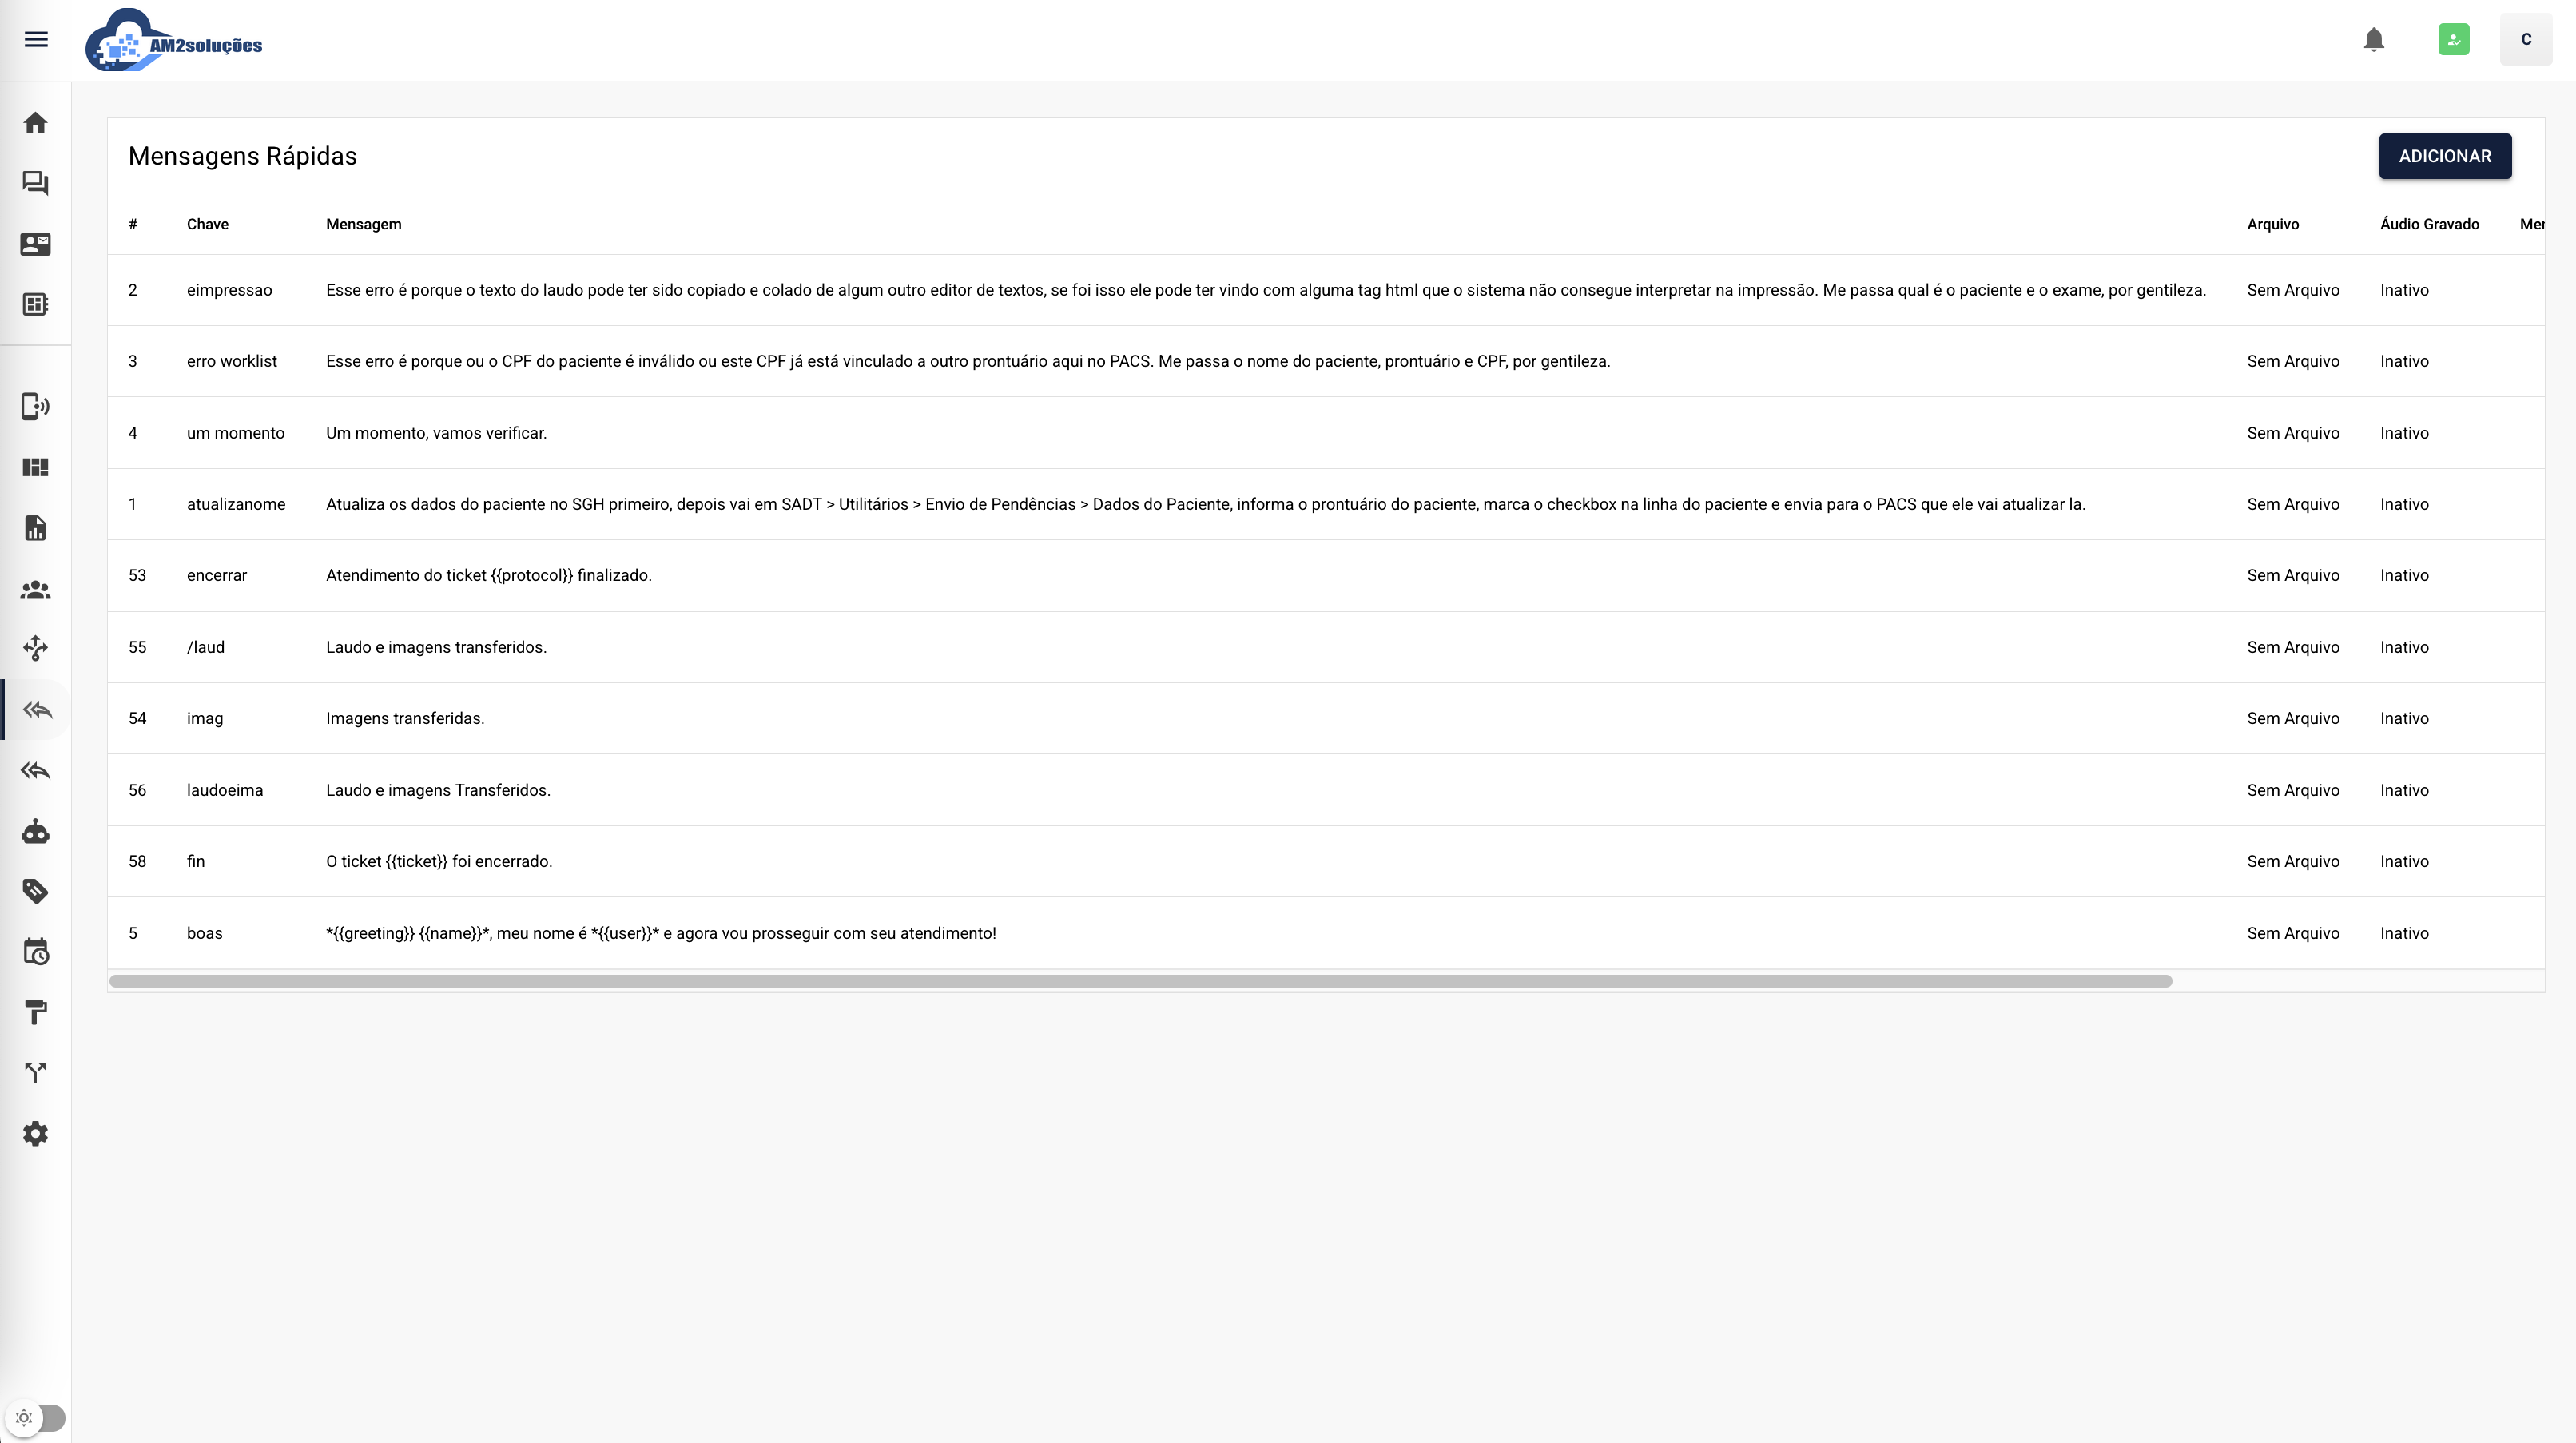 AM2soluções
C
Mensagens Rápidas
ADICIONAR
# Chave Mensagem Arquivo Áudio Gravado Mer
2 eimpressao Esse erro é porque o texto do laudo pode ter sido copiado e colado de algum outro editor de textos, se foi isso ele pode ter vindo com alguma tag html que o sistema não consegue interpretar na impressão. Me passa qual é o paciente e o exame, por gentileza. Sem Arquivo Inativo
3 erro worklist Esse erro é porque ou o CPF do paciente é inválido ou este CPF já está vinculado a outro prontuário aqui no PACS. Me passa o nome do paciente, prontuário e CPF, por gentileza. Sem Arquivo Inativo
4 um momento Um momento, vamos verificar. Sem Arquivo Inativo
1 atualizanome Atualiza os dados do paciente no SGH primeiro, depois vai em SADT > Utilitários > Envio de Pendências > Dados do Paciente, informa o prontuário do paciente, marca o checkbox na linha do paciente e envia para o PACS que ele vai atualizar la. Sem Arquivo Inativo
53 encerrar Atendimento do ticket {{protocol}} finalizado. Sem Arquivo Inativo
55 /laud Laudo e imagens transferidos. Sem Arquivo Inativo
54 imag Imagens transferidas. Sem Arquivo Inativo
56 laudoeima Laudo e imagens Transferidos. Sem Arquivo Inativo
58 fin O ticket {{ticket}} foi encerrado. Sem Arquivo Inativo
5 boas *{{greeting}} {{name}}*, meu nome é *{{user}}* e agora vou prosseguir com seu atendimento! Sem Arquivo Inativo